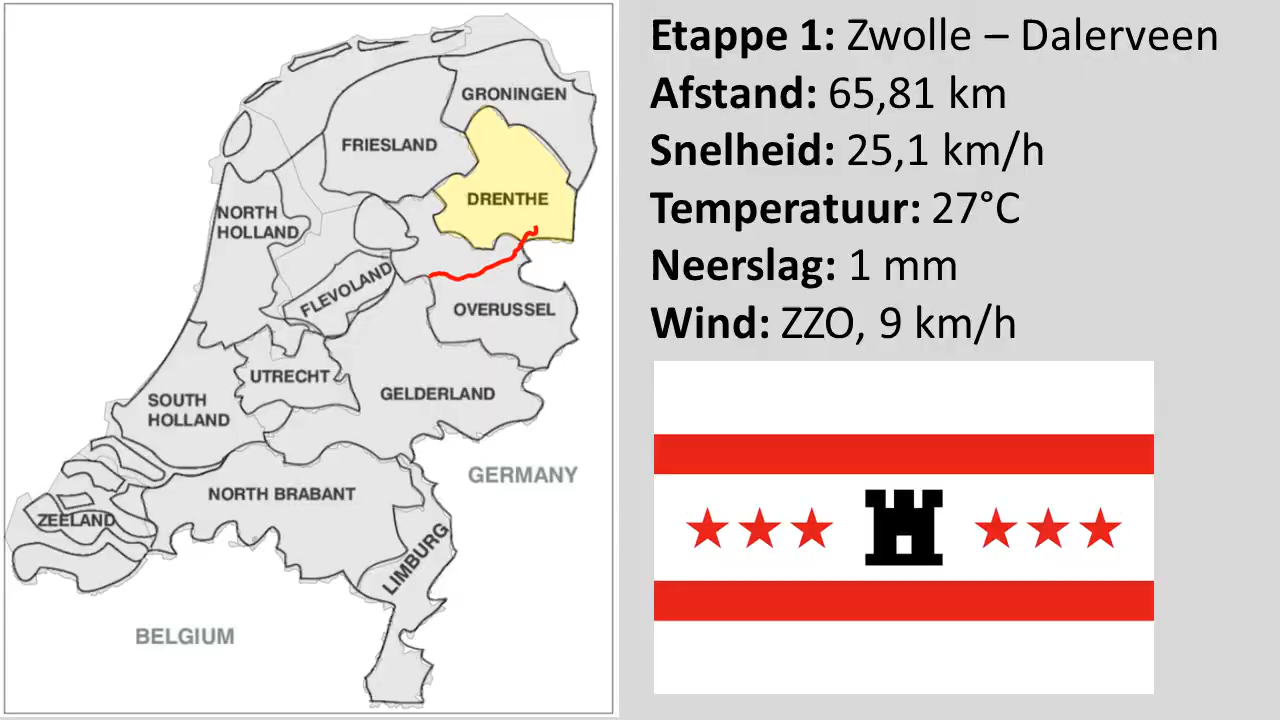 GRONINGEN
FRIESLAND
DRENTHE
NORTH
HOLLAND
FLEVOLAND
OVERUSSEL
UTRECHT
GELDERLAND
SOUTH
HOLLAND
GERMANY
NORTH BRABANT
ZEELAND
LIMBURG
BELGIUM
Etappe 1: Zwolle – Dalerveen
Afstand: 65,81 km
Snelheid: 25,1 km/h
Temperatuur: 27°C
Neerslag: 1 mm
Wind: ZZO, 9 km/h